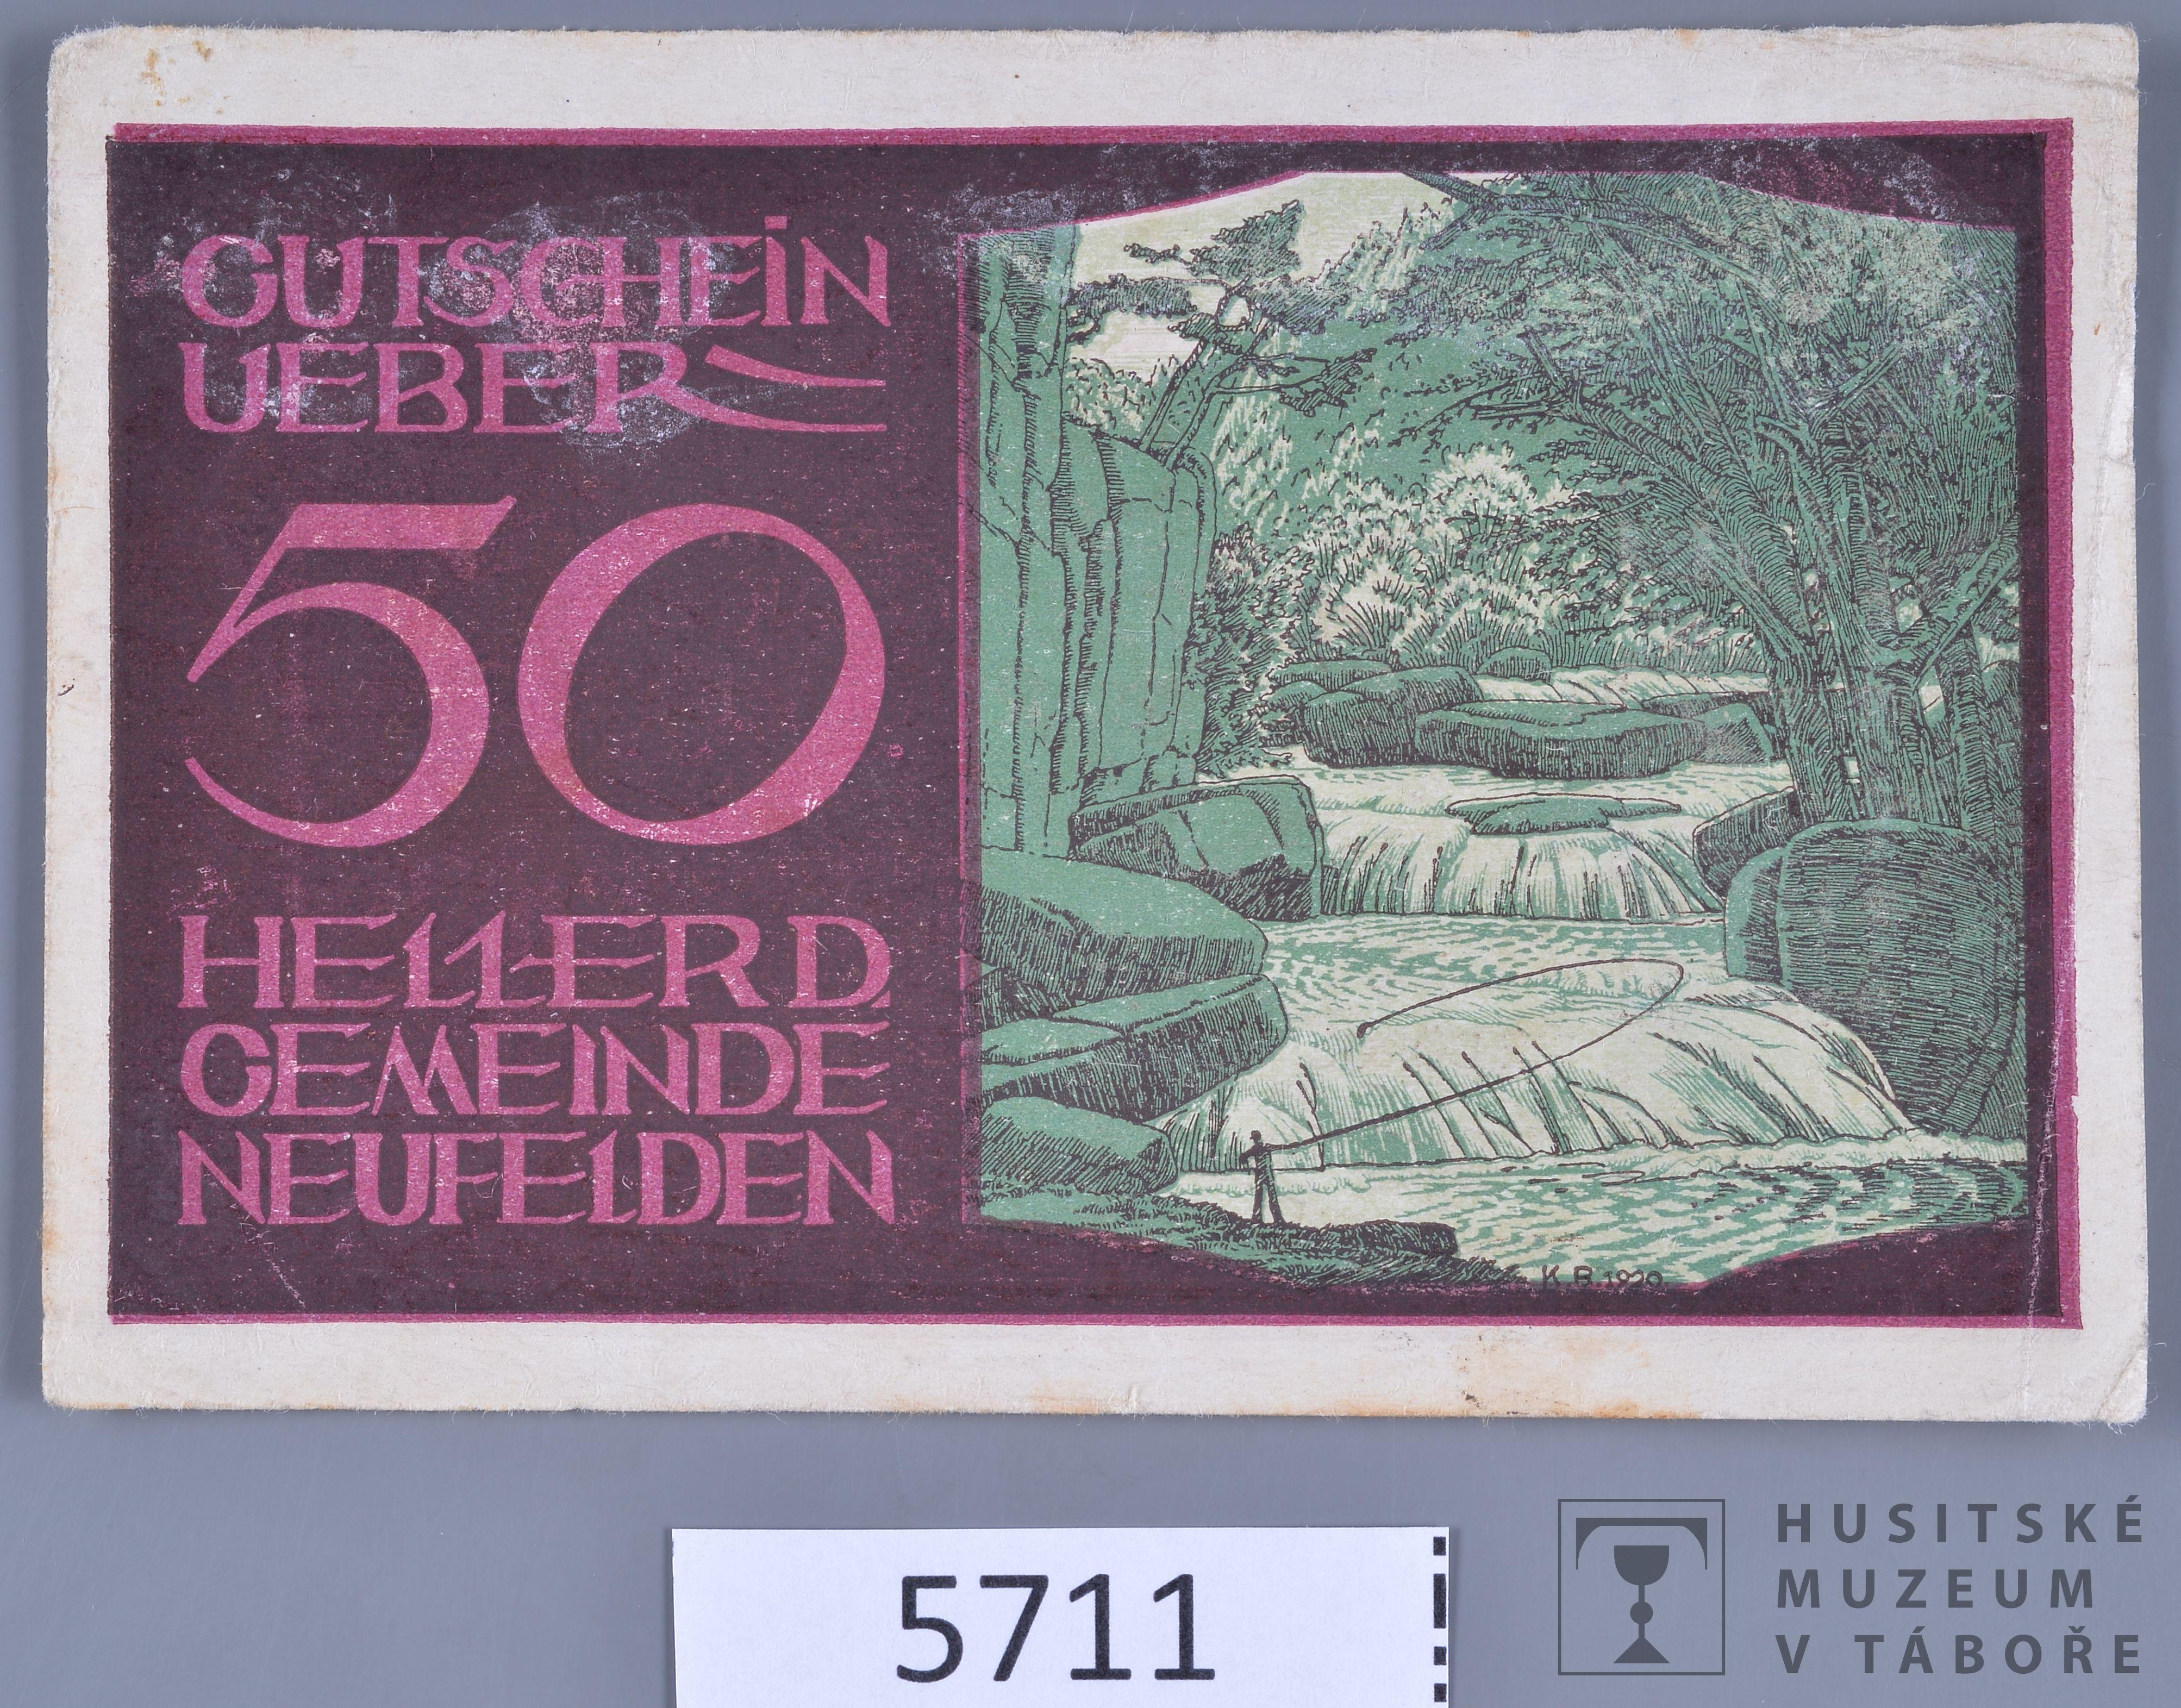 GUTSCHEIN
UEBER
50
HELLER D.
GEMEINDE
NEUFELDEN
K. B. 1920.
5711
HUSITSKÉ
MUZEUM
V TÁBOŘE